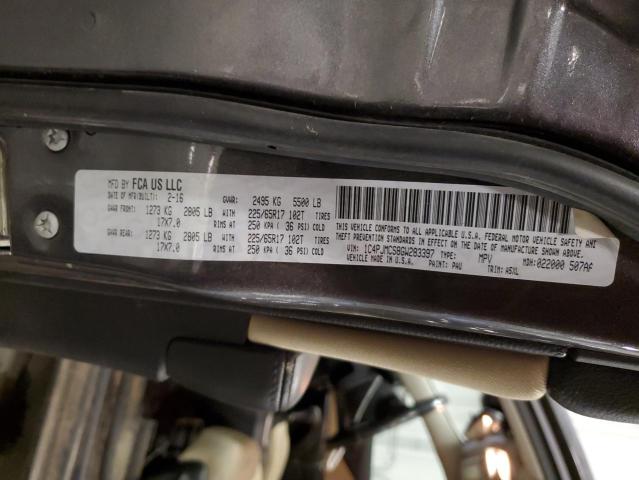 MFD BY FCA US LLC
DATE OF MFR(BUILT): 2-16 GVWR: 2495 KG 5500 LB
GAWR FRONT: 1273 KG 2805 LB WITH 225/65R17 102T TIRES
17X7.0 RIMS AT 250 KPA ( 36 PSI) COLD
GAWR REAR: 1273 KG 2805 LB WITH 225/65R17 102T TIRES
17X7.0 RIMS AT 250 KPA ( 36 PSI) COLD
THIS VEHICLE CONFORMS TO ALL APPLICABLE U.S.A. FEDERAL MOTOR VEHICLE SAFETY AND
THEFT PREVENTION STANDARDS IN EFFECT ON THE DATE OF MANUFACTURE SHOWN ABOVE.
VIN: 1C4PJMCS8GW283397 TYPE: MPV MDH: 022000 507AF
VEHICLE MADE IN U.S.A. PAINT: PAU TRIM: A5XL